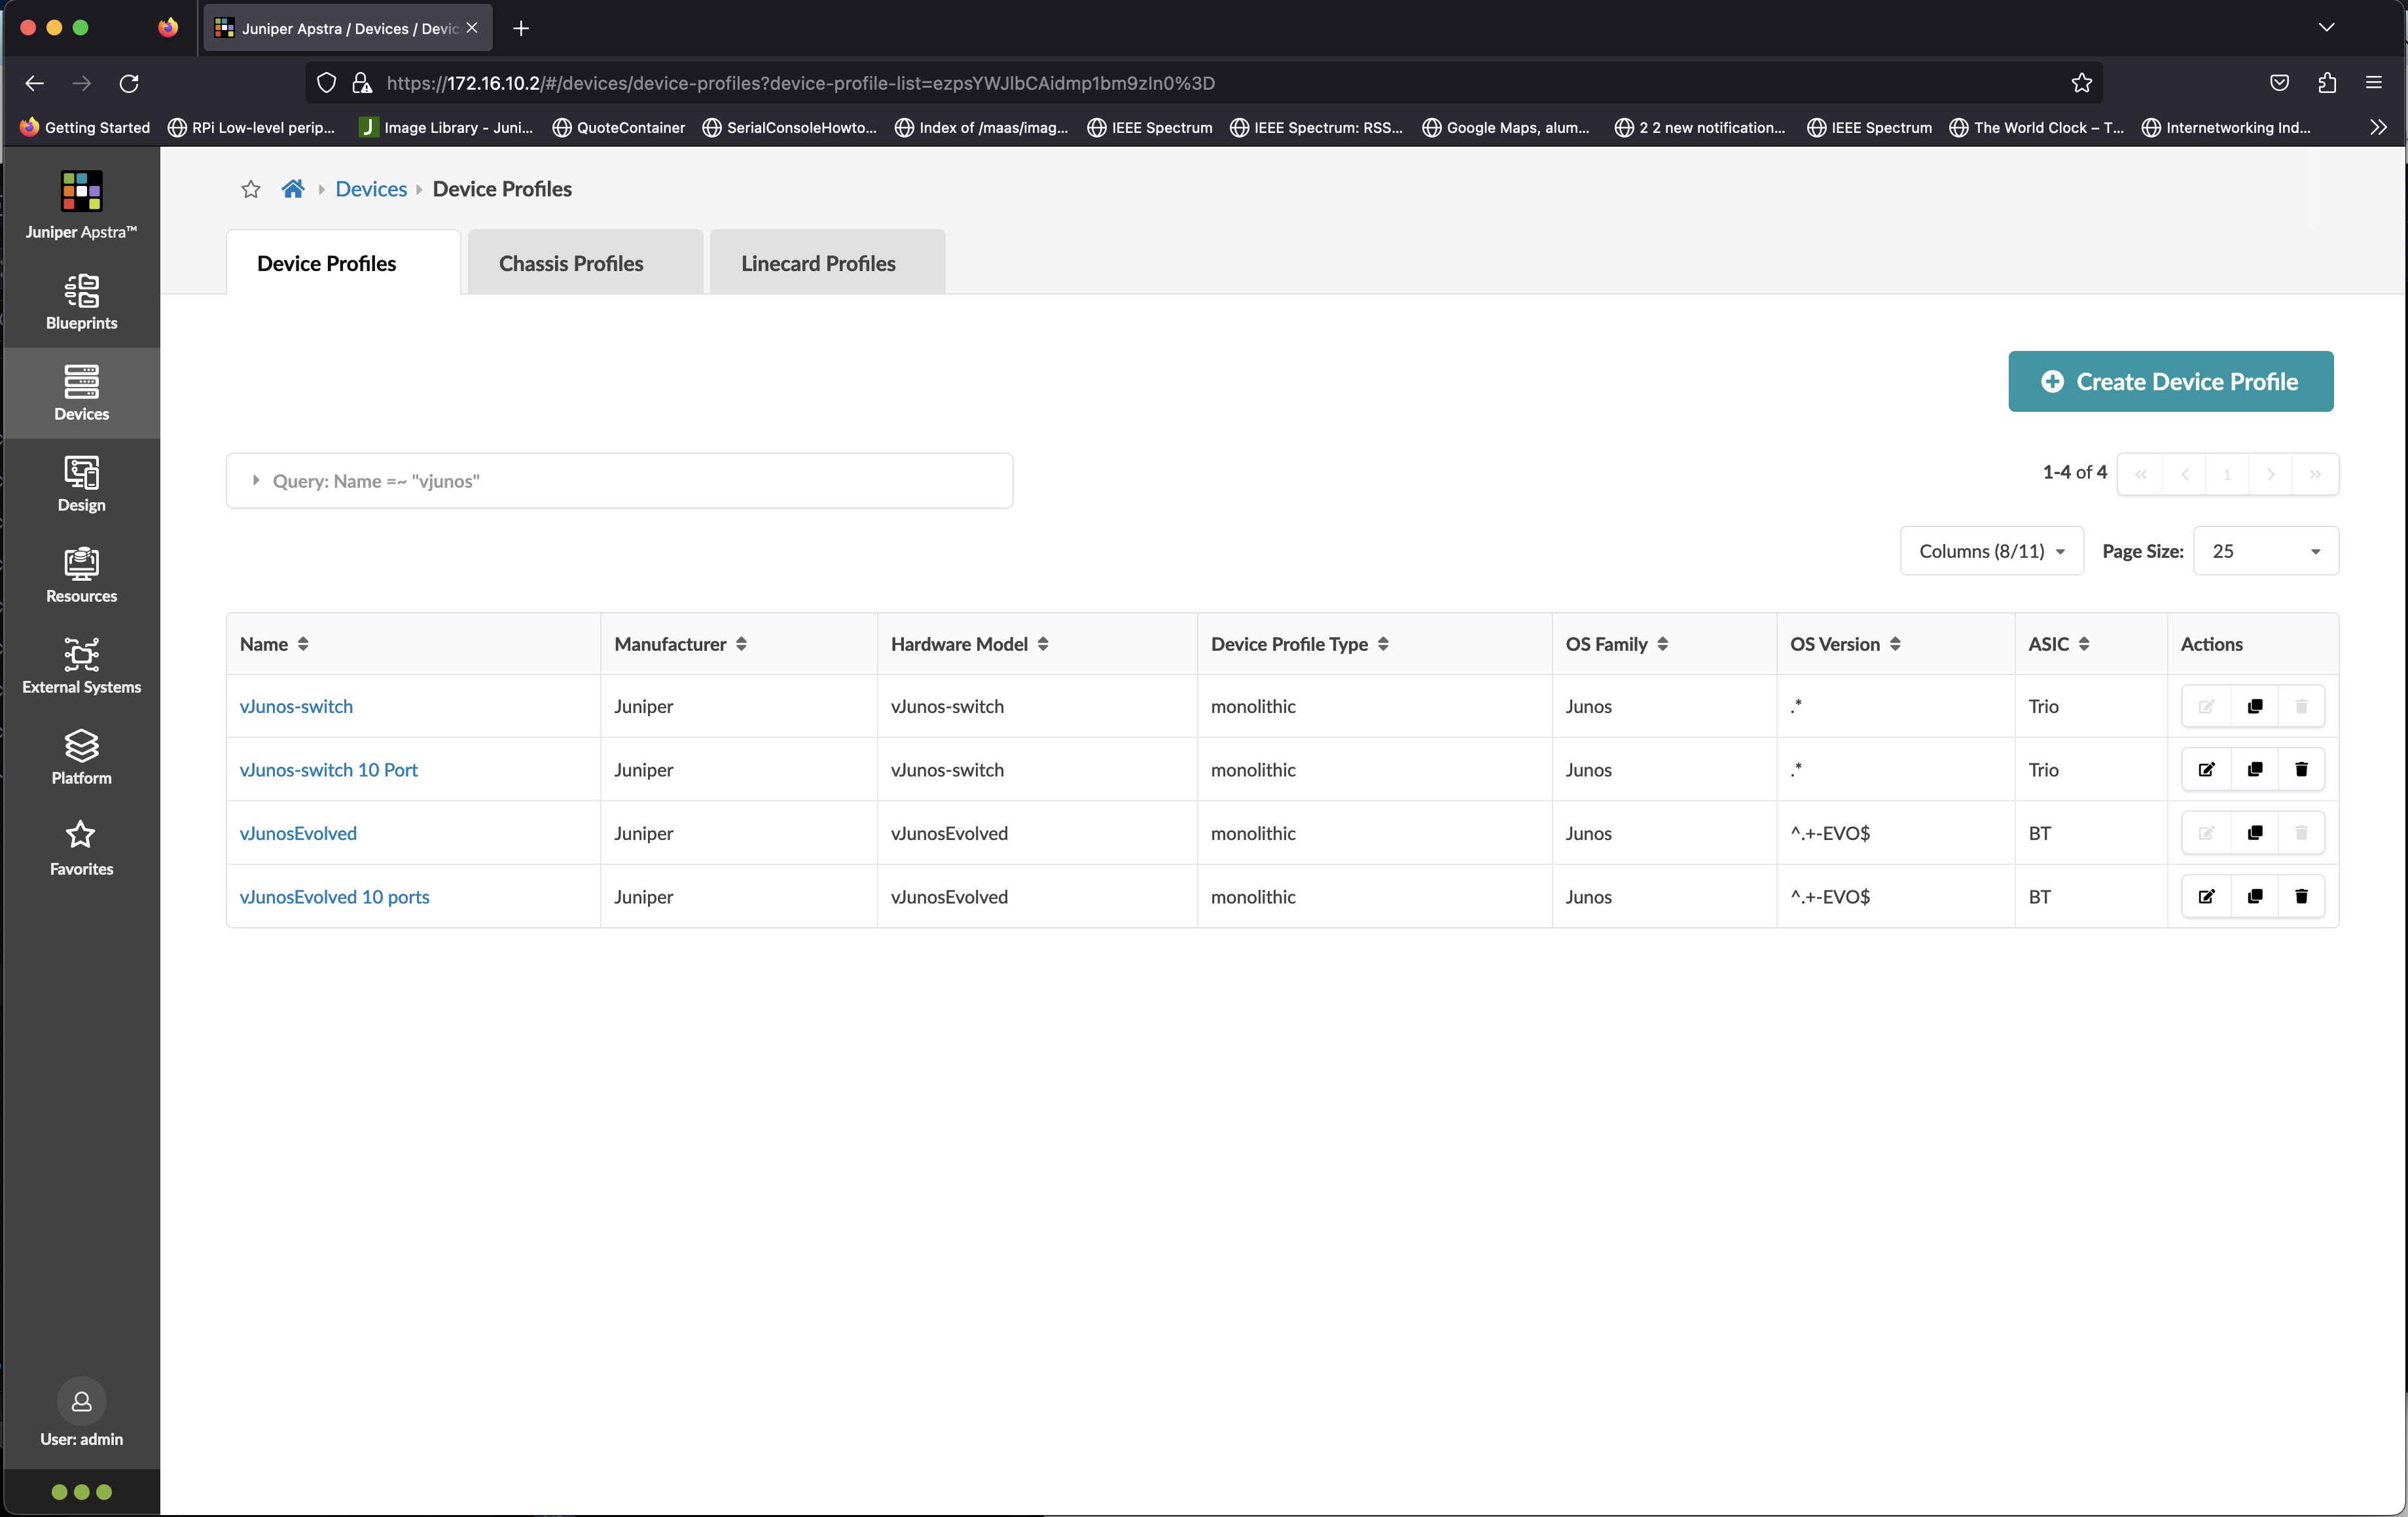 Juniper Apstra / Devices / Devic
https://172.16.10.2/#/devices/device-profiles?device-profile-list=ezpsYWJlbCAidmp1bm9zIn0%3D
Getting Started RPi Low-level perip... Image Library - Juni... QuoteContainer SerialConsoleHowto... Index of /maas/imag... IEEE Spectrum IEEE Spectrum: RSS... Google Maps, alum... 2 2 new notification... IEEE Spectrum The World Clock – T... Internetworking Ind...
Juniper Apstra™
Blueprints
Devices
Design
Resources
External Systems
Platform
Favorites
User: admin
Devices Device Profiles
Device Profiles Chassis Profiles Linecard Profiles
Create Device Profile
Query: Name =~ "vjunos"
1-4 of 4 « < 1 > »
Columns (8/11) Page Size: 25
Name Manufacturer Hardware Model Device Profile Type OS Family OS Version ASIC Actions
vJunos-switch Juniper vJunos-switch monolithic Junos .* Trio
vJunos-switch 10 Port Juniper vJunos-switch monolithic Junos .* Trio
vJunosEvolved Juniper vJunosEvolved monolithic Junos ^.+-EVO$ BT
vJunosEvolved 10 ports Juniper vJunosEvolved monolithic Junos ^.+-EVO$ BT